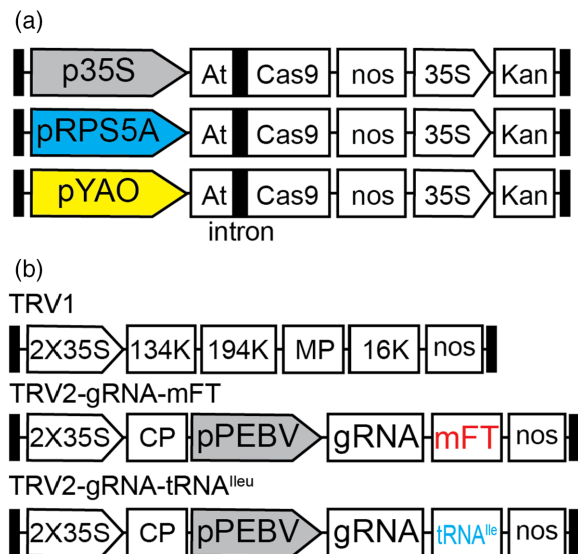 (a)
p35S At Cas9 nos 35S Kan
pRPS5A At Cas9 nos 35S Kan
pYAO At Cas9 nos 35S Kan
intron
(b)
TRV1
2X35S 134K 194K MP 16K nos
TRV2-gRNA-mFT
2X35S CP pPEBV gRNA mFT nos
TRV2-gRNA-tRNAᴵˡᵉᵘ
2X35S CP pPEBV gRNA tRNAᴵˡᵉ nos